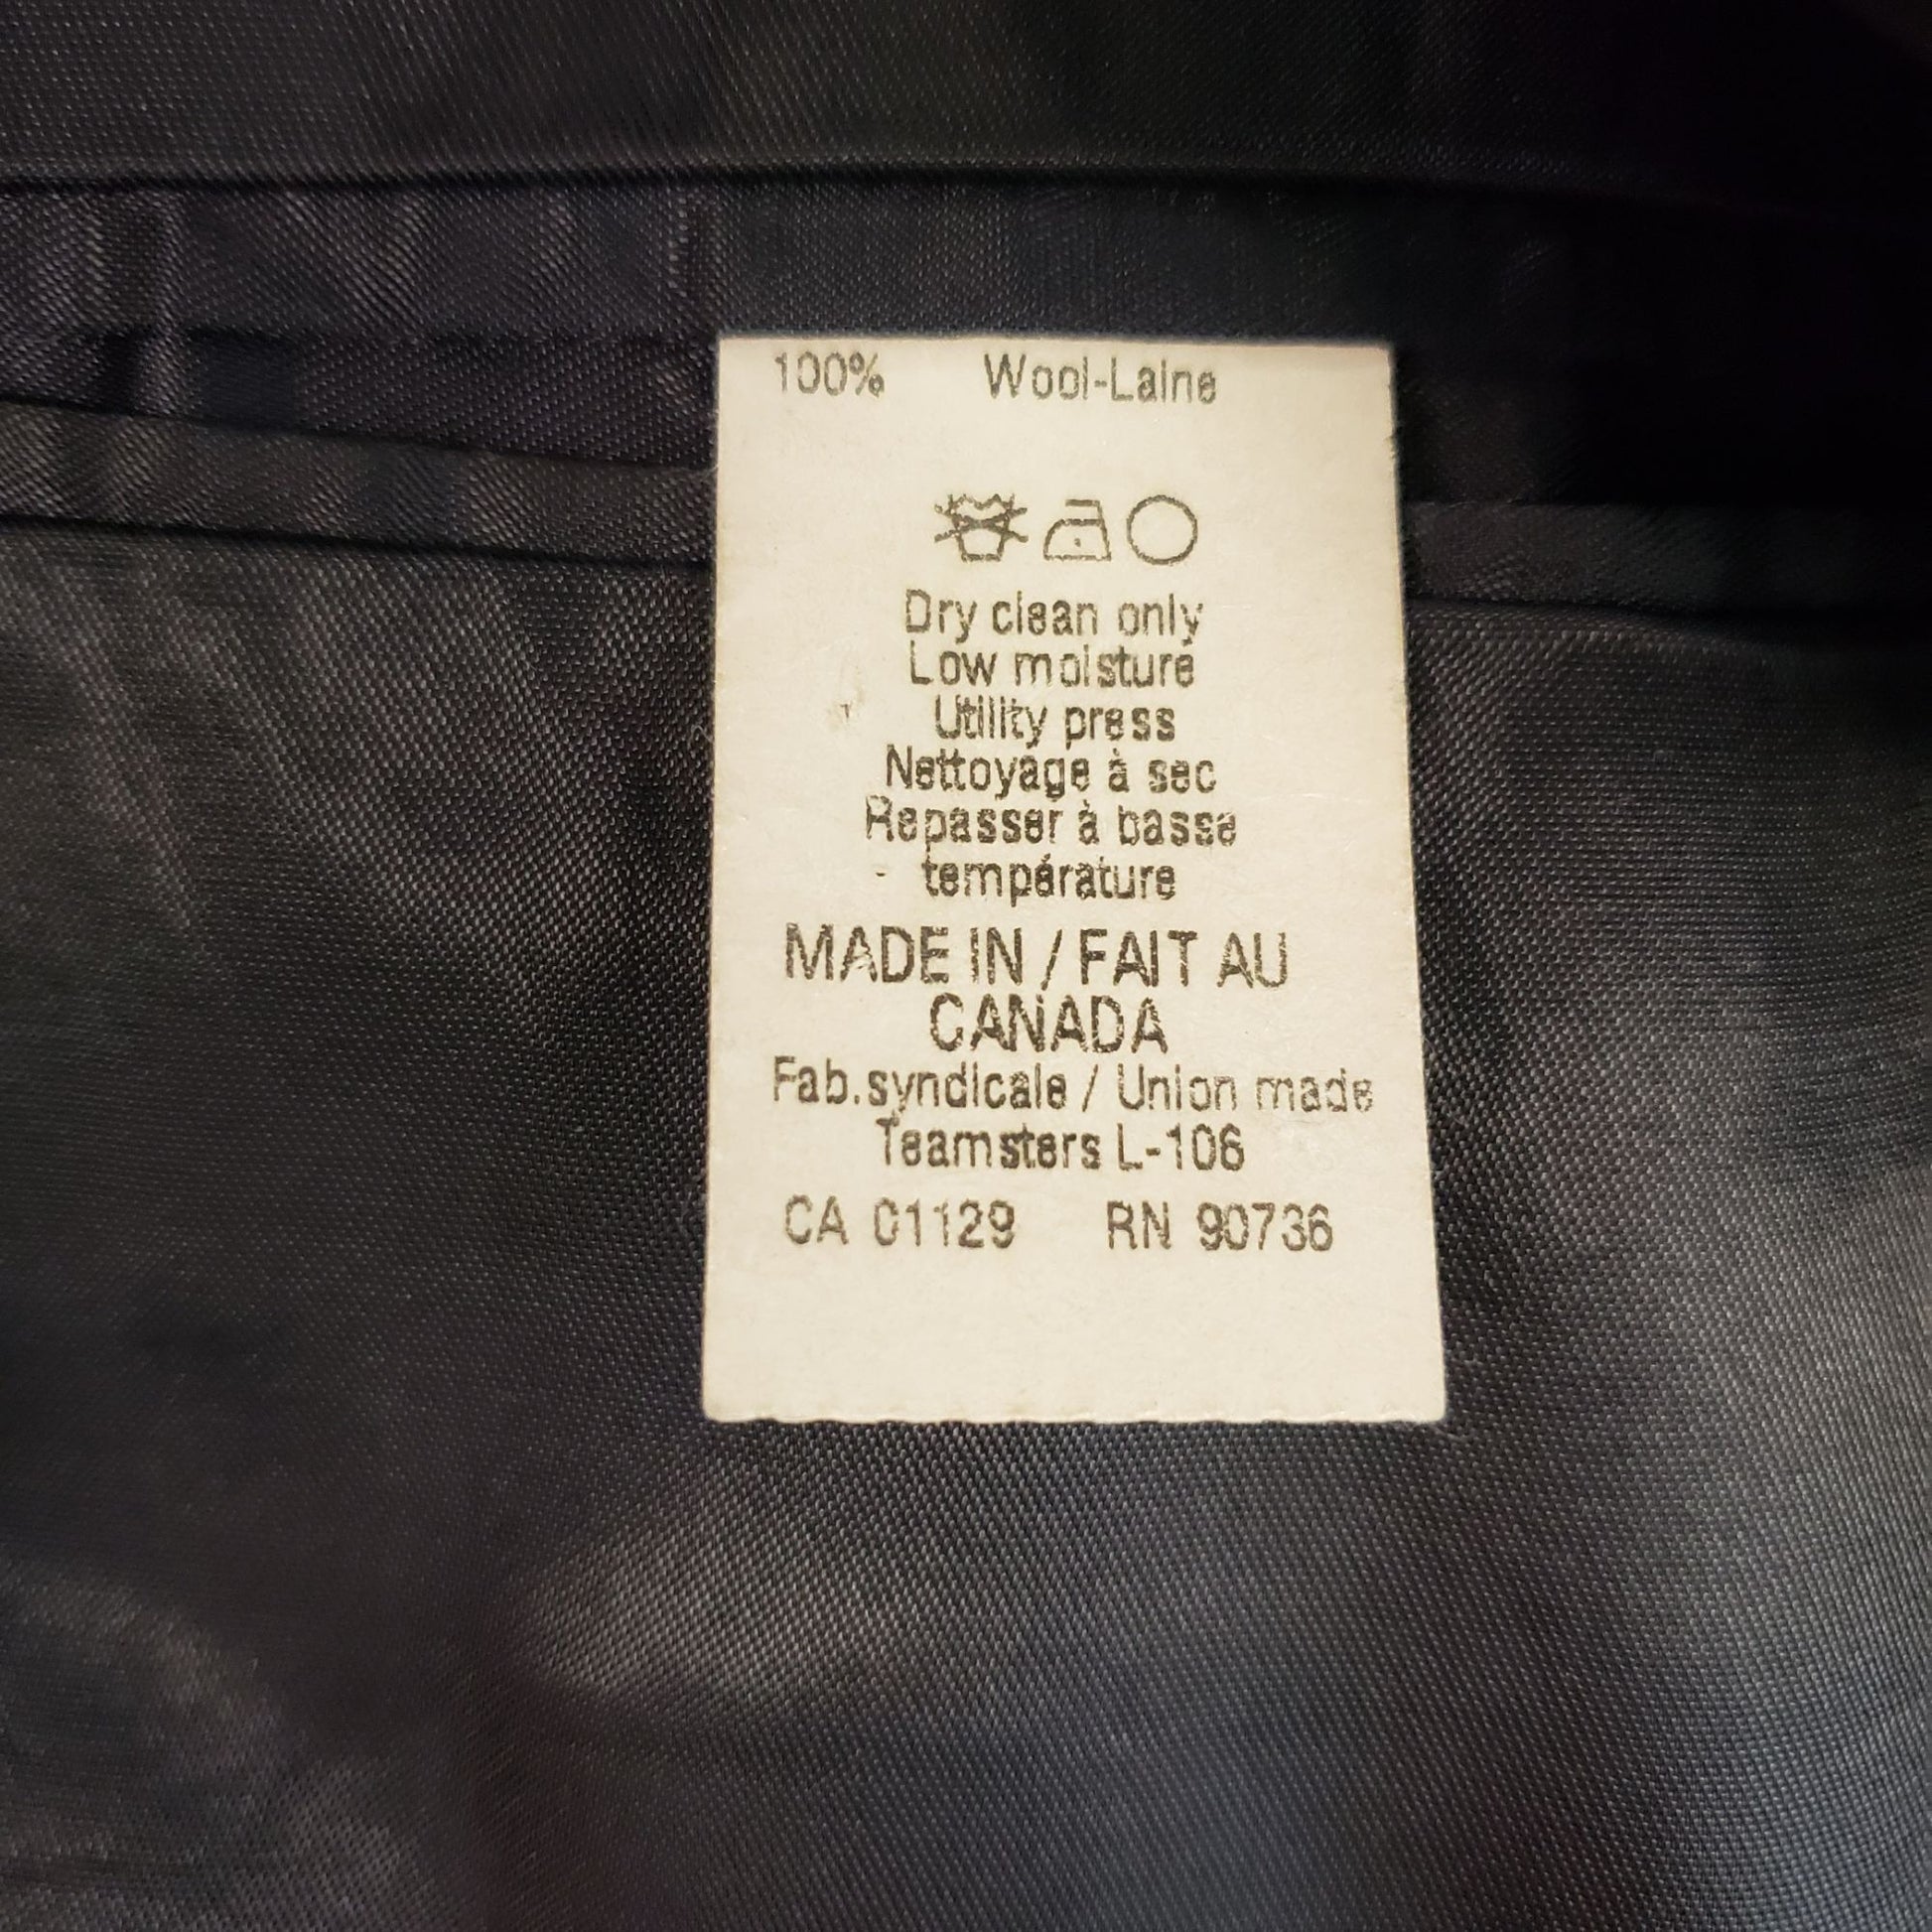 100% Wool-Laine
Dry clean only
Low moisture
Utility press
Nettoyage à sec
Repasser à basse
température
MADE IN / FAIT AU
CANADA
Fab.syndicale / Union made
Teamsters L-106
CA 01129 RN 90736